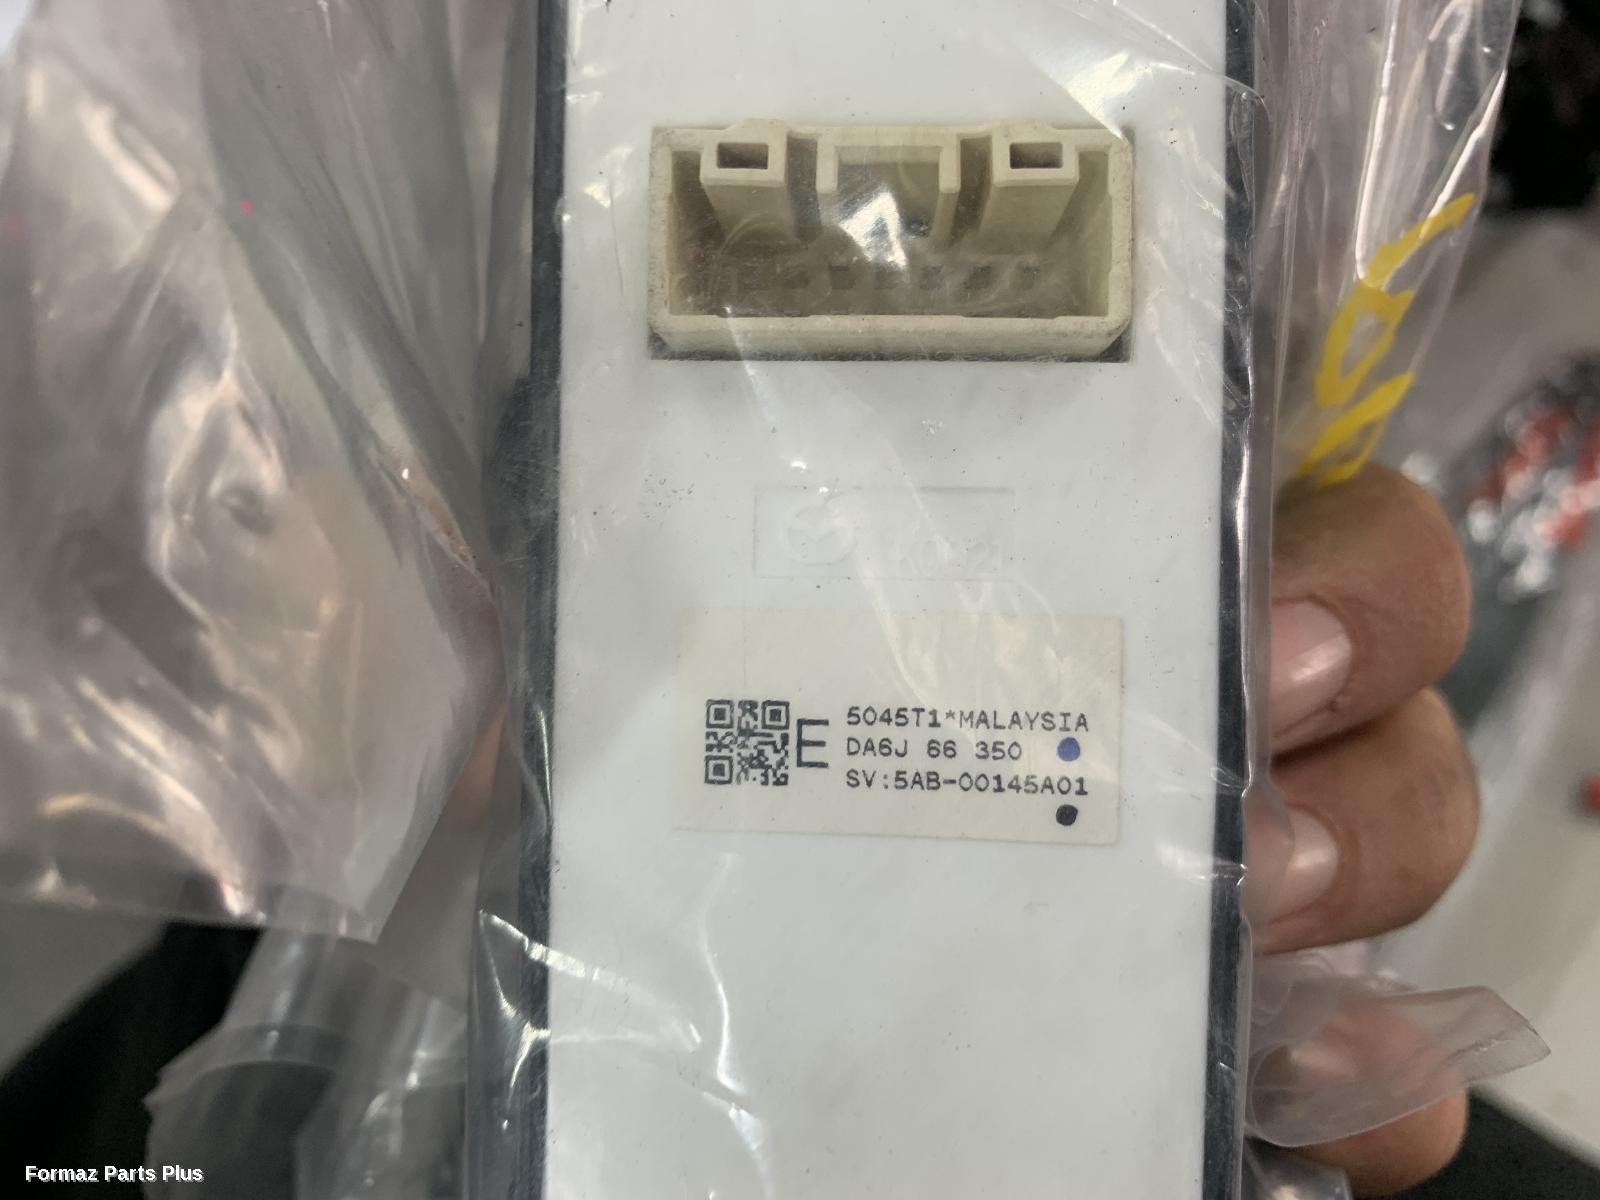 E
5045T1*MALAYSIA
DA6J 66 350
SV:5AB-00145A01
Formaz Parts Plus